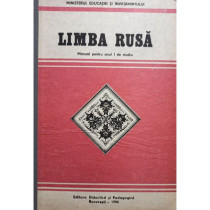 MINISTERUL EDUCAȚIEI ȘI ÎNVĂȚĂMÎNTULUI
LIMBA RUSĂ
Manual pentru anul I de studiu
Editura Didactică și Pedagogică
București - 1990